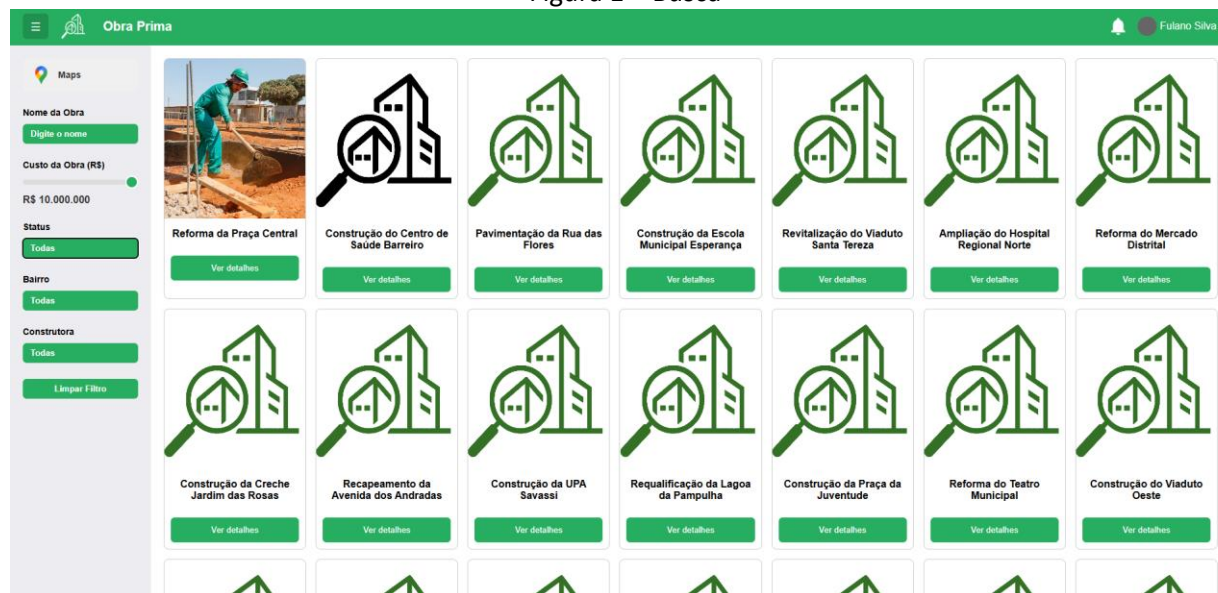 Obra Prima
Fulano Silva
Maps
Nome da Obra
Digite o nome
Custo da Obra (R$)
R$ 10.000.000
Status
Todas
Bairro
Todas
Construtora
Todas
Limpar Filtro
Reforma da Praça Central
Ver detalhes
Construção do Centro de
Saúde Barreiro
Ver detalhes
Pavimentação da Rua das
Flores
Ver detalhes
Construção da Escola
Municipal Esperança
Ver detalhes
Revitalização do Viaduto
Santa Tereza
Ver detalhes
Ampliação do Hospital
Regional Norte
Ver detalhes
Reforma do Mercado
Distrital
Ver detalhes
Construção da Creche
Jardim das Rosas
Ver detalhes
Recapeamento da
Avenida dos Andradas
Ver detalhes
Construção da UPA
Savassi
Ver detalhes
Requalificação da Lagoa
da Pampulha
Ver detalhes
Construção da Praça da
Juventude
Ver detalhes
Reforma do Teatro
Municipal
Ver detalhes
Construção do Viaduto
Oeste
Ver detalhes